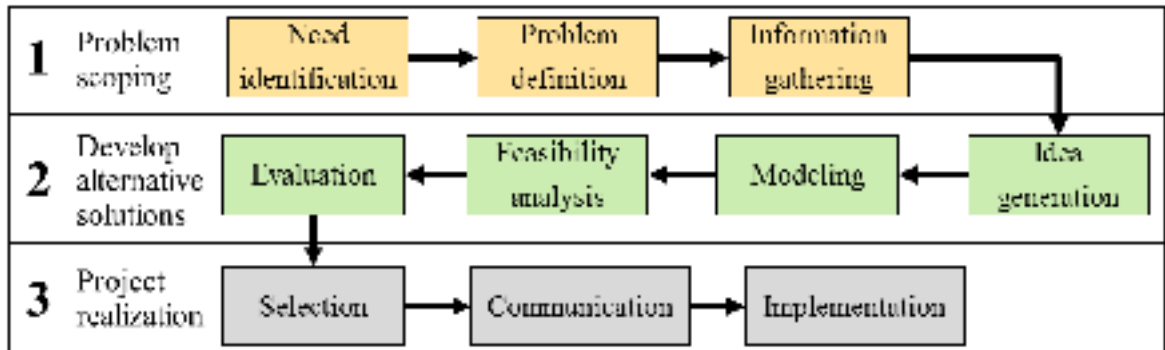 1
Problem
scoping
Need
identification
Problem
definition
Information
gathering
2
Develop
alternative
solutions
Evaluation
Feasibility
analysis
Modeling
Idea
generation
3
Project
realization
Selection
Communication
Implementation